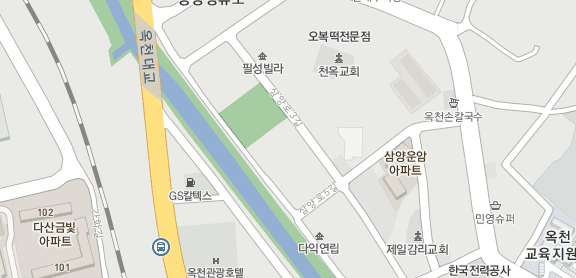 오복떡전문점
옥천대교
필성빌라
천옥교회
삼양로3길
옥천손칼국수
삼양운암
아파트
GS칼텍스
삼양로5길
102
다산금빛
아파트
101
민영슈퍼
옥천
교육지원
다익연립
제일감리교회
옥천관광호텔
한국전력공사